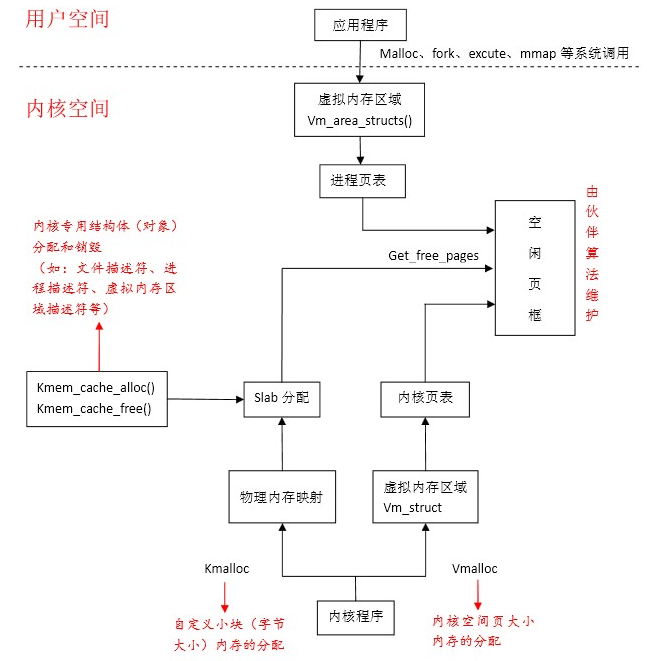 用户空间
应用程序
Malloc、fork、excute、mmap 等系统调用
内核空间
虚拟内存区域
Vm_area_structs()
进程页表
由伙伴算法维护
空闲页框
内核专用结构体（对象）
分配和销毁
（如：文件描述符、进
程描述符、虚拟内存区
域描述符等）
Get_free_pages
Kmem_cache_alloc()
Kmem_cache_free()
Slab 分配
内核页表
物理内存映射
虚拟内存区域
Vm_struct
Kmalloc
Vmalloc
内核程序
自定义小块（字节
大小）内存的分配
内核空间页大小
内存的分配